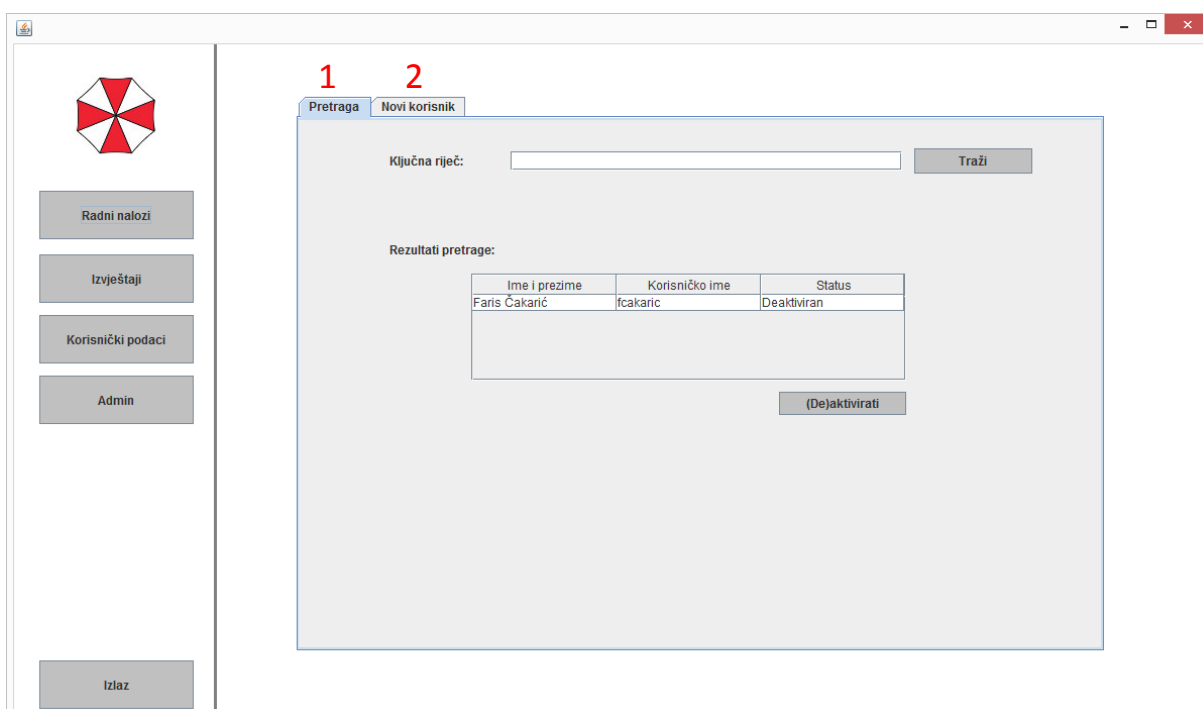 1 2
Pretraga Novi korisnik
Ključna riječ: Traži
Radni nalozi
Rezultati pretrage:
Izvještaji
Ime i prezime Korisničko ime Status
Faris Čakarić fcakaric Deaktiviran
Korisnički podaci
Admin
(De)aktivirati
Izlaz